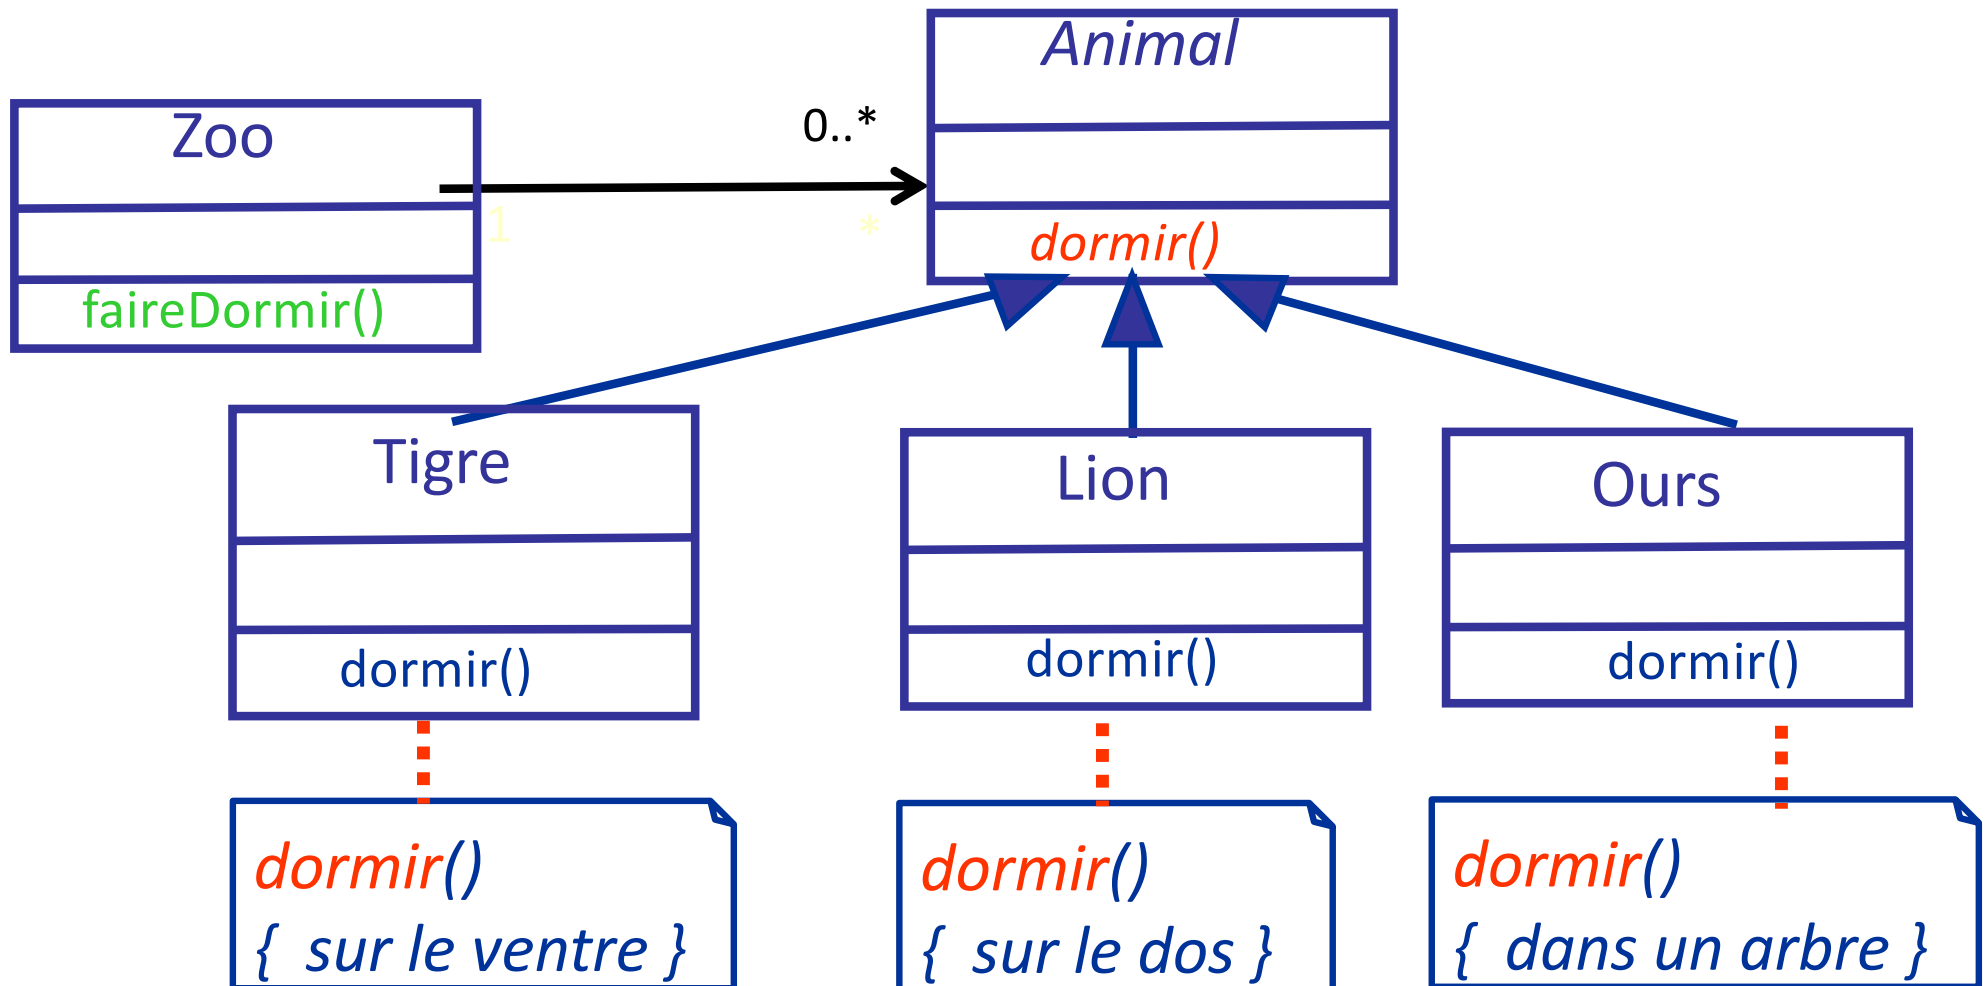 Animal
0..*
Zoo
1
*
dormir()
faireDormir()
Tigre
Lion
Ours
dormir()
dormir()
dormir()
dormir()
{ sur le ventre }
dormir()
{ sur le dos }
dormir()
{ dans un arbre }